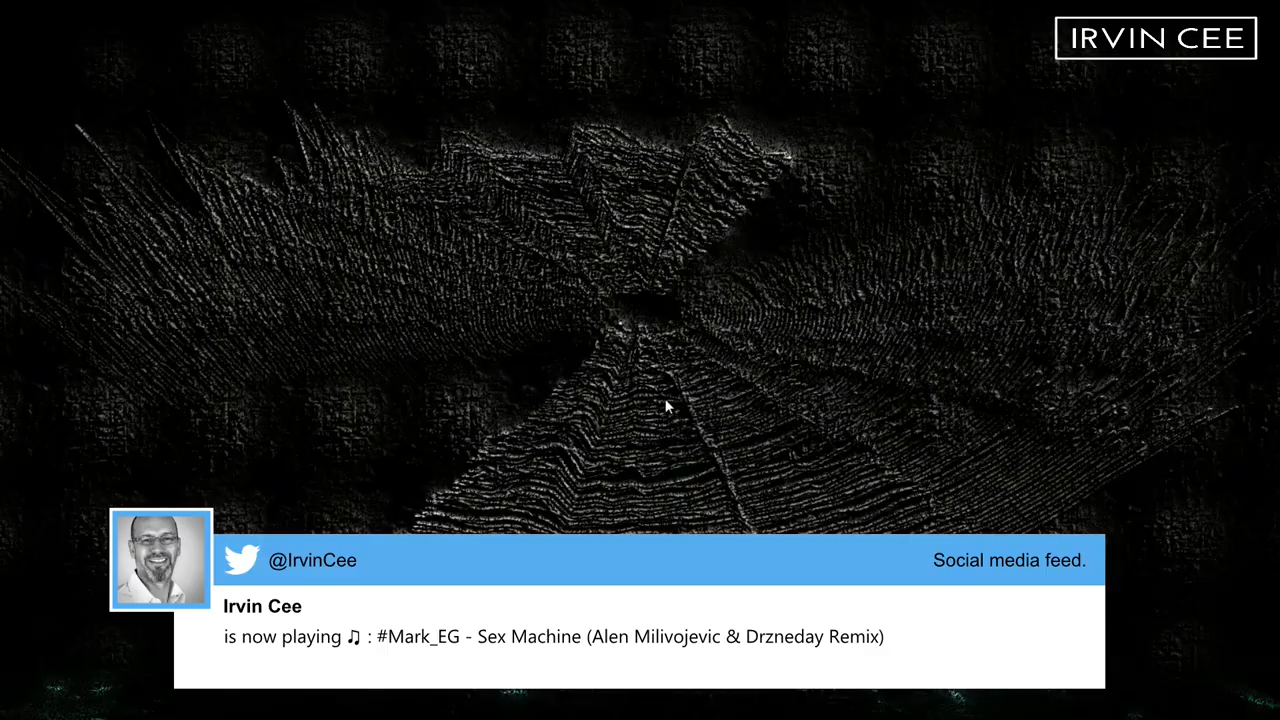 IRVIN CEE
@IrvinCee
Social media feed.
Irvin Cee
is now playing ♫ : #Mark_EG - Sex Machine (Alen Milivojevic & Drzneday Remix)